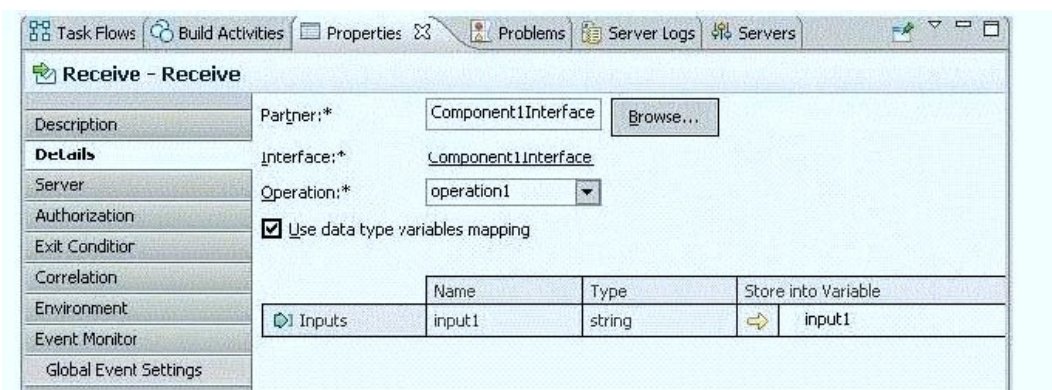 Task Flows Build Activities Properties Problems Server Logs Servers
Receive - Receive
Description
Details
Server
Authorization
Exit Condition
Correlation
Environment
Event Monitor
Global Event Settings
Partner:* Component1Interface Browse...
Interface:* Component1Interface
Operation:* operation1
Use data type variables mapping
Name Type Store into Variable
Inputs input1 string input1